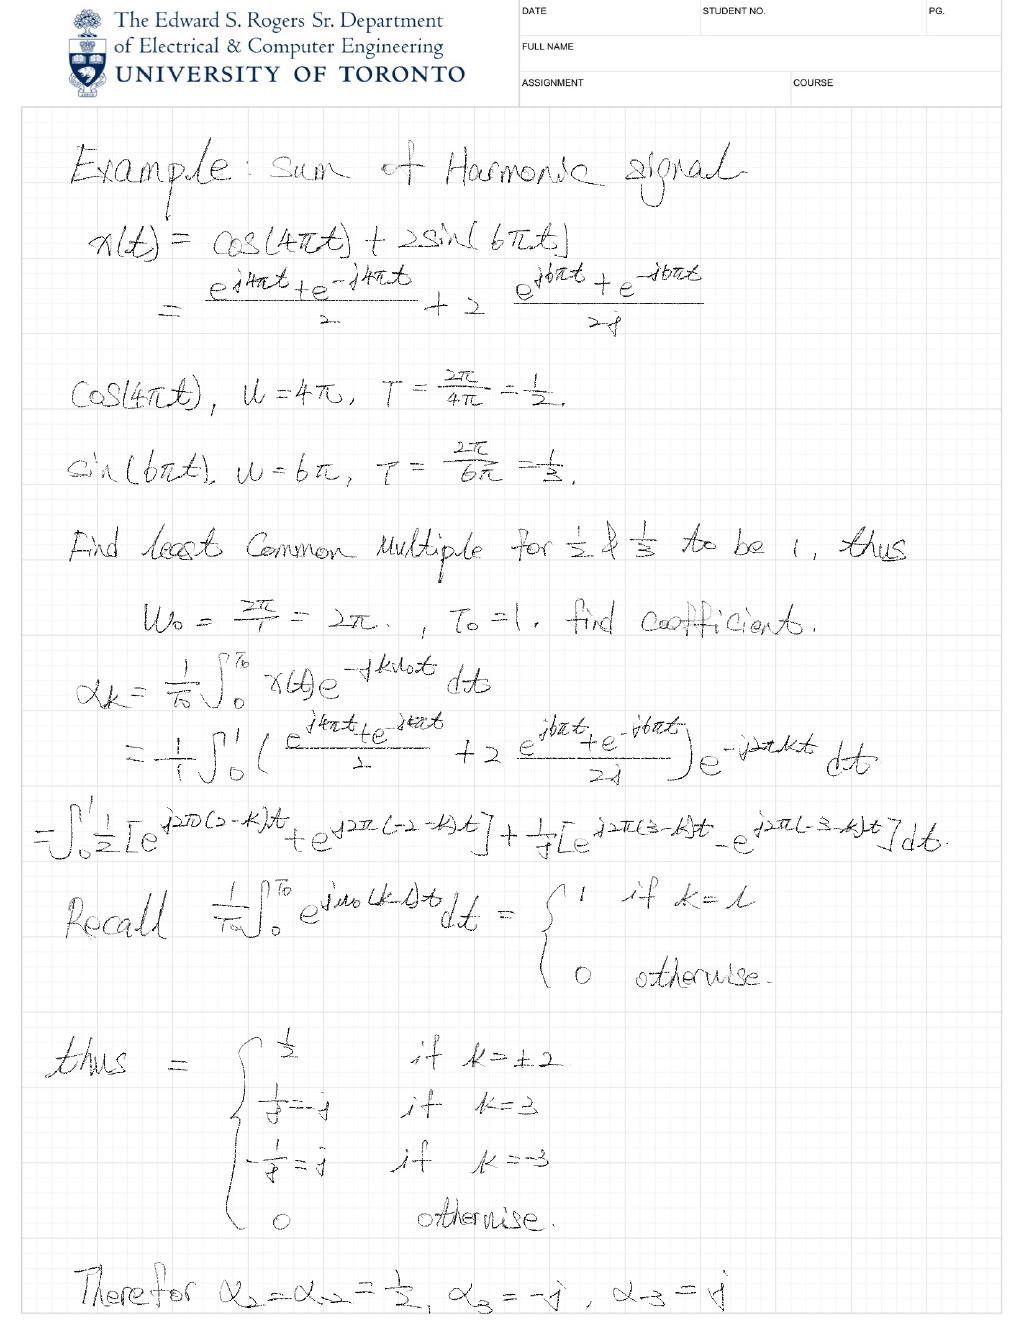 The Edward S. Rogers Sr. Department
of Electrical & Computer Engineering
UNIVERSITY OF TORONTO
DATE STUDENT NO. PG.
FULL NAME
ASSIGNMENT COURSE
Example: sum of Harmonic signal
x(t) = cos(4πt) + 2sin(6πt)
= (e^{j4πt} + e^{-j4πt})/2 + 2 (e^{j6πt} + e^{-j6πt})/2j
cos(4πt), w = 4π, T = 2π/4π = 1/2.
sin(6πt), w = 6π, T = 2π/6π = 1/3.
Find least Common Multiple for 1/2 & 1/3 to be 1, thus
w₀ = 2π/1 = 2π. , T₀ = 1. find coefficient.
αk = 1/T₀ ∫₀^{T₀} x(t) e^{-jkw₀t} dt
= 1/1 ∫₀^1 ( (e^{j4πt} + e^{-j4πt})/2 + 2 (e^{j6πt} + e^{-j6πt})/2j ) e^{-j2πkt} dt
= ∫₀^1 1/2 [e^{j2π(2-k)t} + e^{j2π(-2-k)t}] + 1/j [e^{j2π(3-k)t} - e^{j2π(-3-k)t}] dt.
Recall 1/T₀ ∫₀^{T₀} e^{jw₀(k-l)t} dt = { 1 if k = l
0 otherwise.
thus = { 1/2 if k = ±2
1/j = -j if k = 3
-1/j = j if k = -3
0 otherwise.
Therefor α₂ = α₋₂ = 1/2, α₃ = -j, α₋₃ = j